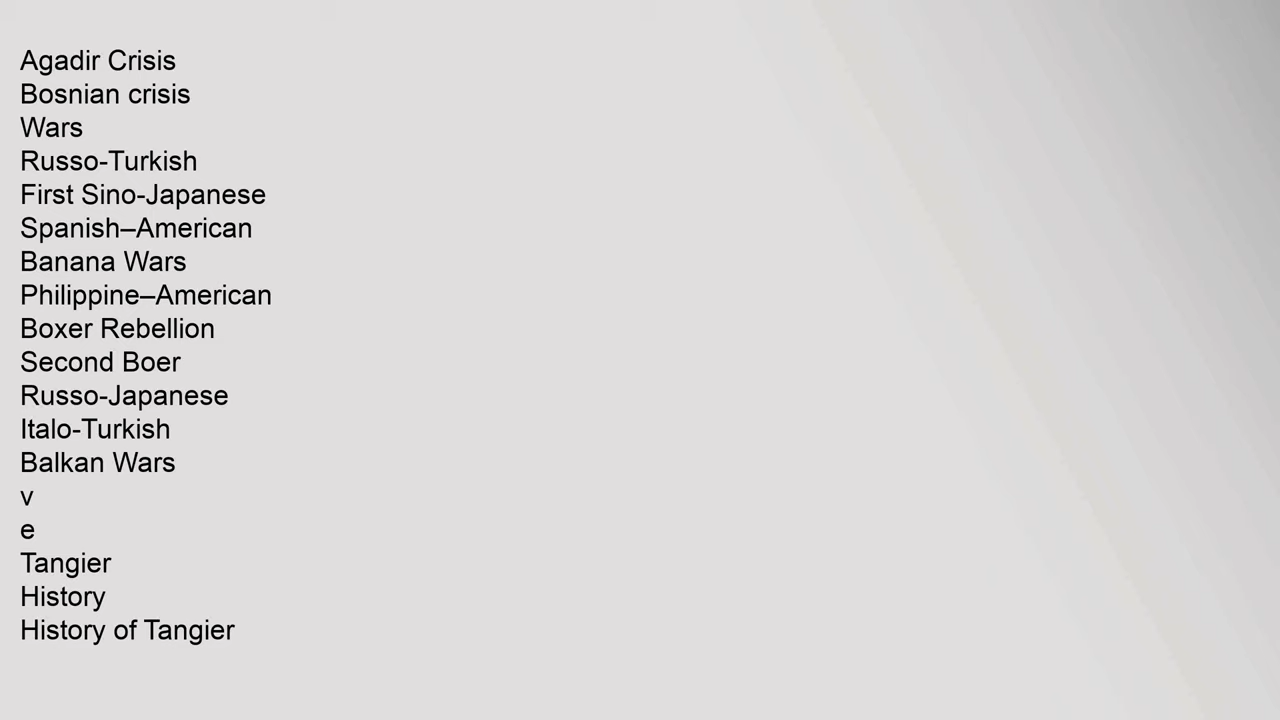 Agadir Crisis
Bosnian crisis
Wars
Russo-Turkish
First Sino-Japanese
Spanish–American
Banana Wars
Philippine–American
Boxer Rebellion
Second Boer
Russo-Japanese
Italo-Turkish
Balkan Wars
v
e
Tangier
History
History of Tangier